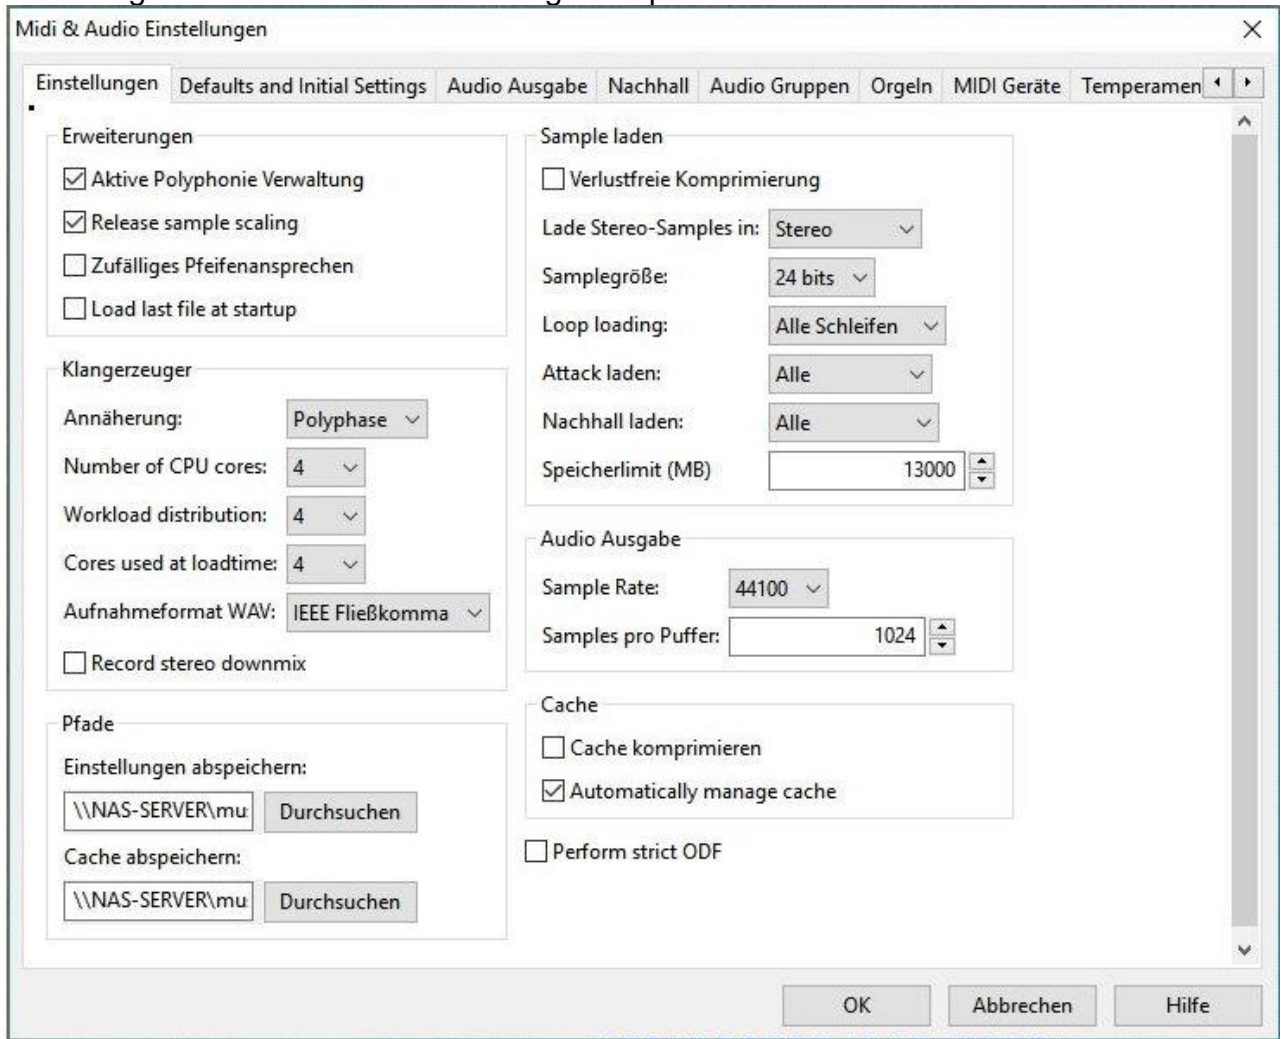 Midi & Audio Einstellungen
Einstellungen Defaults and Initial Settings Audio Ausgabe Nachhall Audio Gruppen Orgeln MIDI Geräte Temperamen
Erweiterungen
Aktive Polyphonie Verwaltung
Release sample scaling
Zufälliges Pfeifenansprechen
Load last file at startup
Klangerzeuger
Annäherung: Polyphase
Number of CPU cores: 4
Workload distribution: 4
Cores used at loadtime: 4
Aufnahmeformat WAV: IEEE Fließkomma
Record stereo downmix
Pfade
Einstellungen abspeichern:
\\NAS-SERVER\mu Durchsuchen
Cache abspeichern:
\\NAS-SERVER\mu Durchsuchen
Sample laden
Verlustfreie Komprimierung
Lade Stereo-Samples in: Stereo
Samplegröße: 24 bits
Loop loading: Alle Schleifen
Attack laden: Alle
Nachhall laden: Alle
Speicherlimit (MB) 13000
Audio Ausgabe
Sample Rate: 44100
Samples pro Puffer: 1024
Cache
Cache komprimieren
Automatically manage cache
Perform strict ODF
OK Abbrechen Hilfe